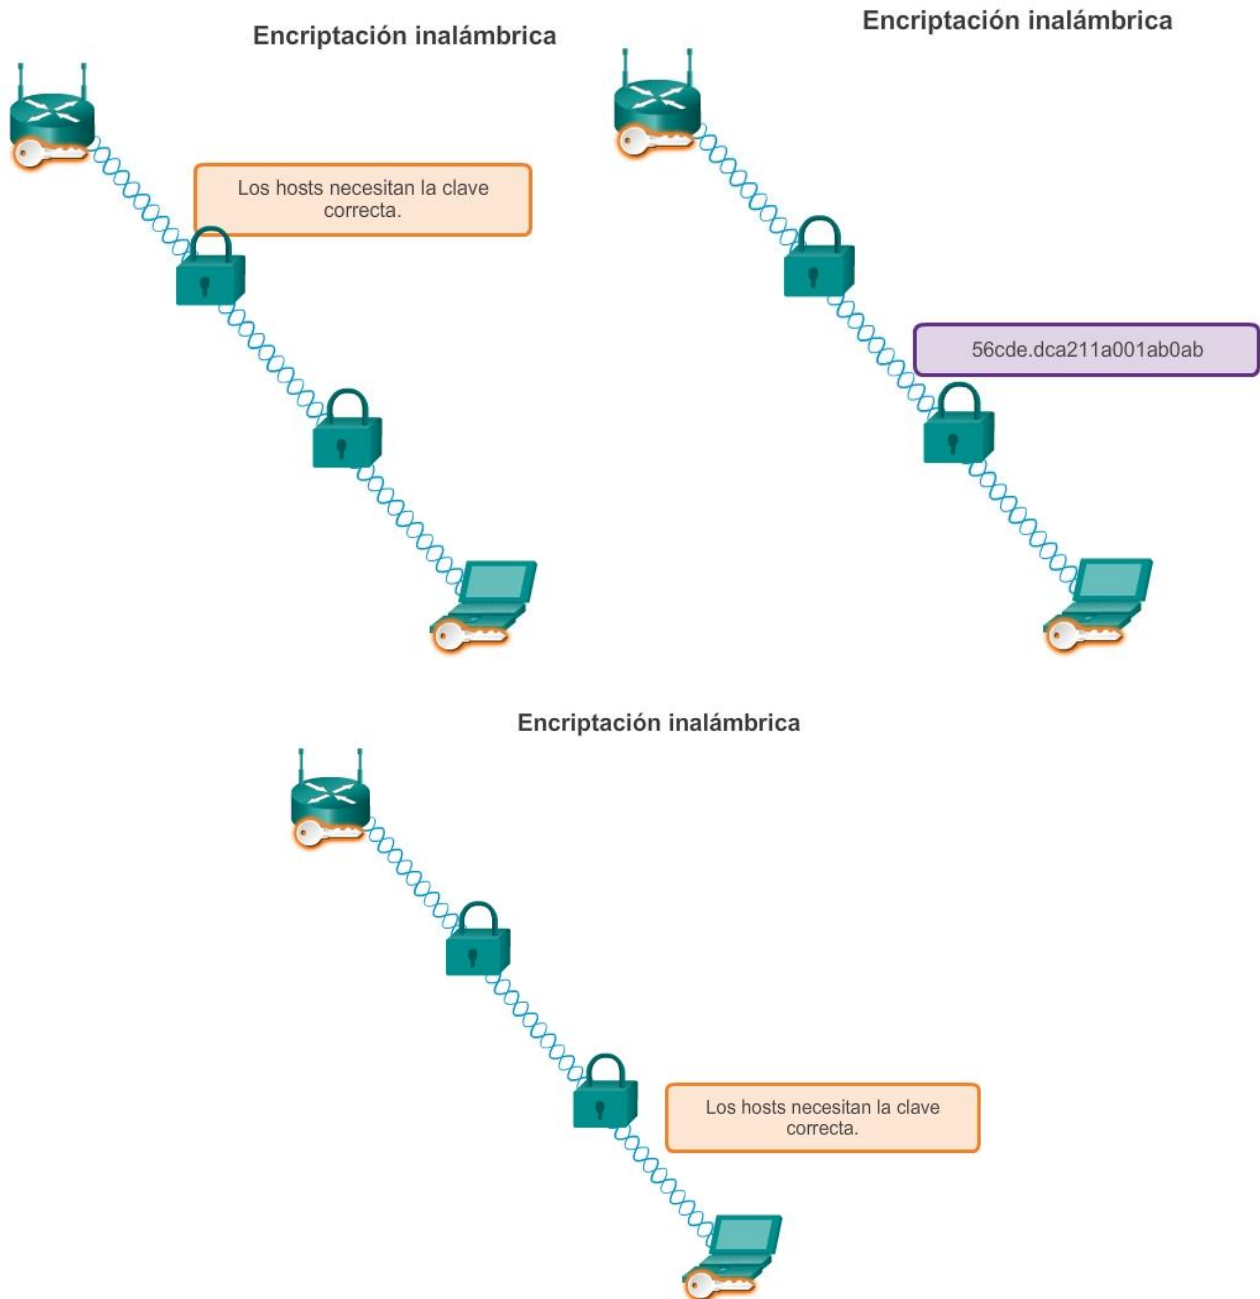 Encriptación inalámbrica
Los hosts necesitan la clave
correcta.
Encriptación inalámbrica
56cde.dca211a001ab0ab
Encriptación inalámbrica
Los hosts necesitan la clave
correcta.